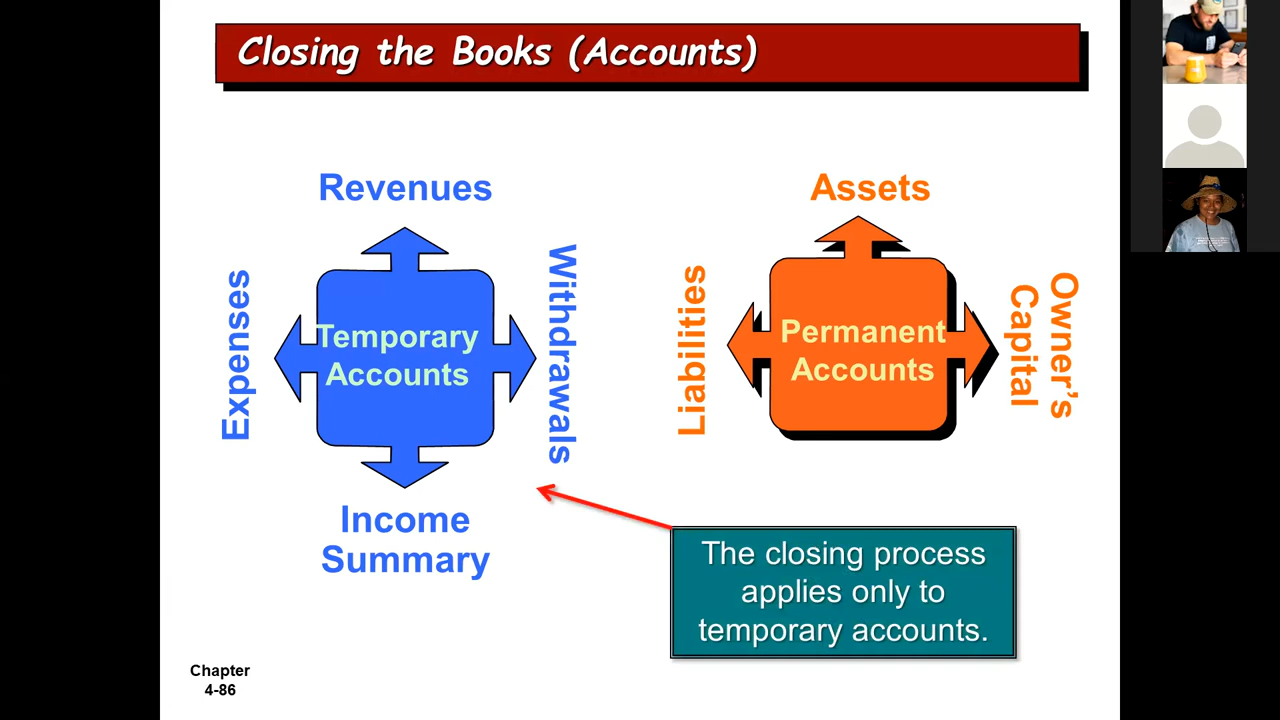 Closing the Books (Accounts)
Revenues
Expenses
Temporary
Accounts
Withdrawals
Income
Summary
Assets
Liabilities
Permanent
Accounts
Owner's
Capital
The closing process
applies only to
temporary accounts.
Chapter
4-86